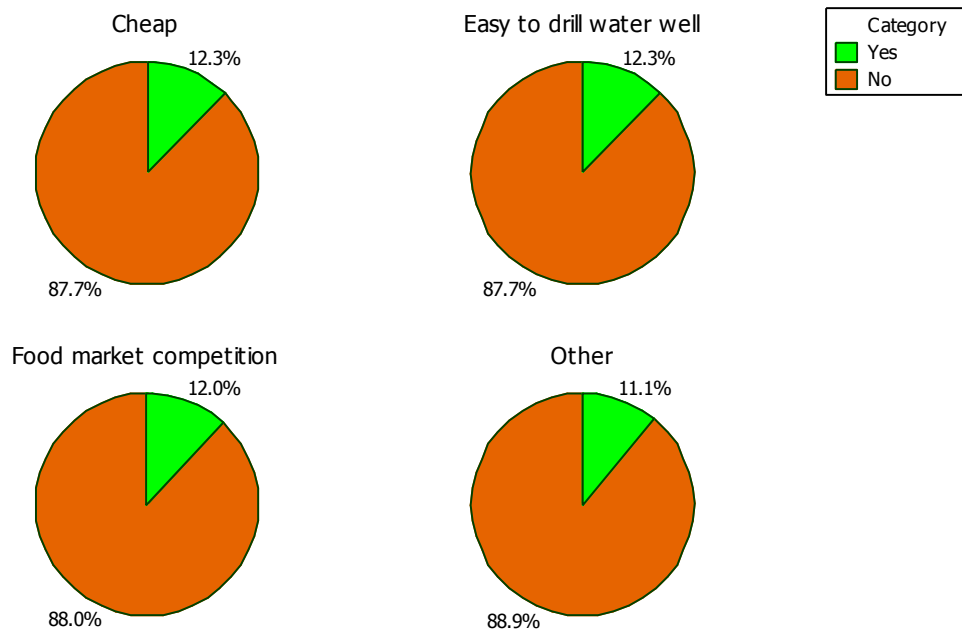 Cheap
12.3%
87.7%
Easy to drill water well
12.3%
87.7%
Category
Yes
No
Food market competition
12.0%
88.0%
Other
11.1%
88.9%